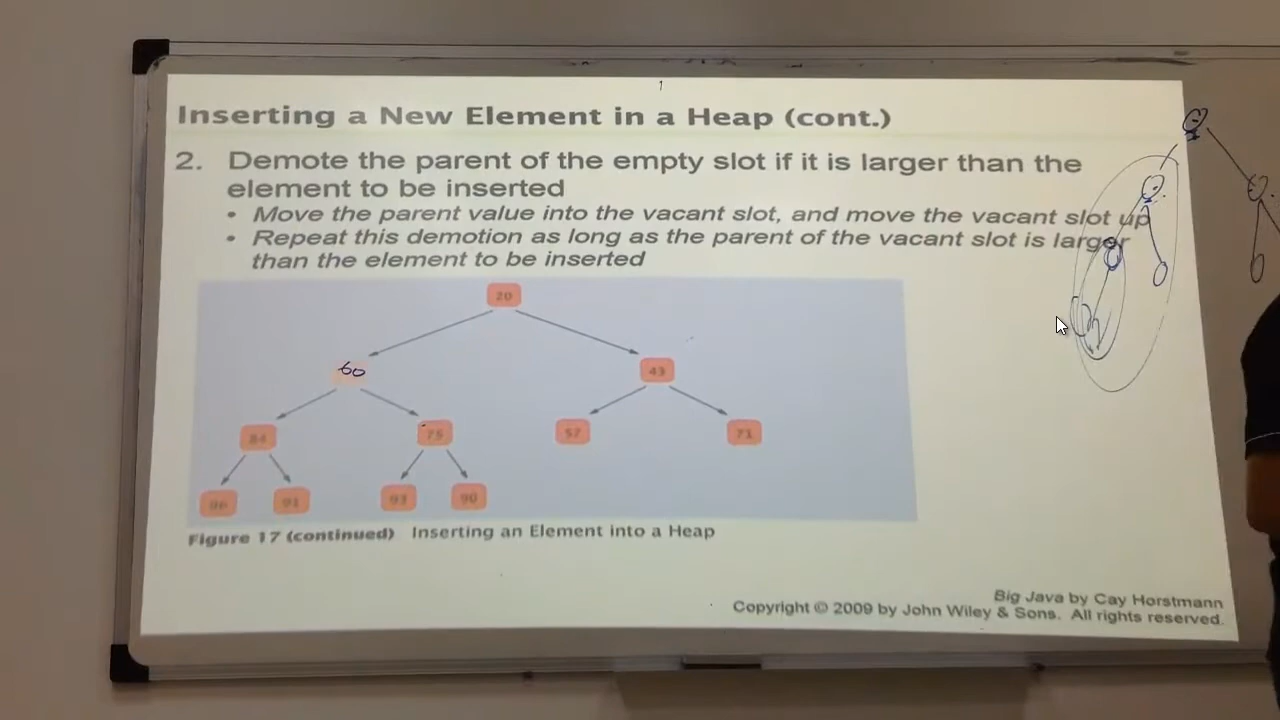 Inserting a New Element in a Heap (cont.)
2. Demote the parent of the empty slot if it is larger than the
element to be inserted
• Move the parent value into the vacant slot, and move the vacant slot up
• Repeat this demotion as long as the parent of the vacant slot is larger
than the element to be inserted
20
60
43
84
75
57
71
96
91
93
90
Figure 17 (continued) Inserting an Element into a Heap
Big Java by Cay Horstmann
Copyright © 2009 by John Wiley & Sons. All rights reserved.